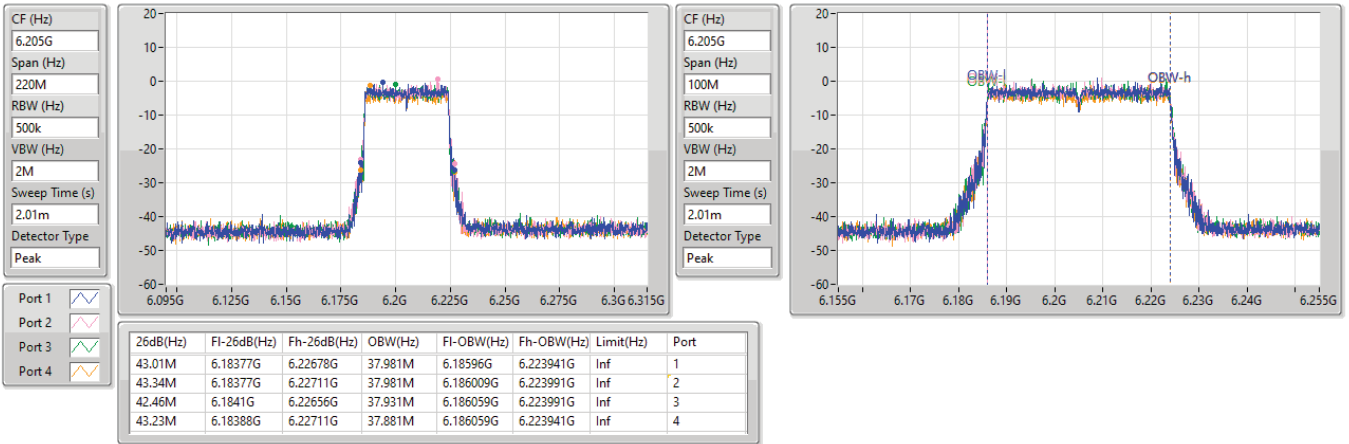 CF (Hz)
6.205G
Span (Hz)
220M
RBW (Hz)
500k
VBW (Hz)
2M
Sweep Time (s)
2.01m
Detector Type
Peak
20
10
0
-10
-20
-30
-40
-50
-60
6.095G 6.125G 6.15G 6.175G 6.2G 6.225G 6.25G 6.275G 6.3G 6.315G
CF (Hz)
6.205G
Span (Hz)
100M
RBW (Hz)
500k
VBW (Hz)
2M
Sweep Time (s)
2.01m
Detector Type
Peak
20
10
0
-10
-20
-30
-40
-50
-60
OBW-l
OBW-h
6.155G 6.17G 6.18G 6.19G 6.2G 6.21G 6.22G 6.23G 6.24G 6.255G
Port 1
Port 2
Port 3
Port 4
26dB(Hz) Fl-26dB(Hz) Fh-26dB(Hz) OBW(Hz) Fl-OBW(Hz) Fh-OBW(Hz) Limit(Hz) Port
43.01M 6.18377G 6.22678G 37.981M 6.18596G 6.223941G Inf 1
43.34M 6.18377G 6.22711G 37.981M 6.186009G 6.223991G Inf 2
42.46M 6.1841G 6.22656G 37.931M 6.186059G 6.223991G Inf 3
43.23M 6.18388G 6.22711G 37.881M 6.186059G 6.223941G Inf 4